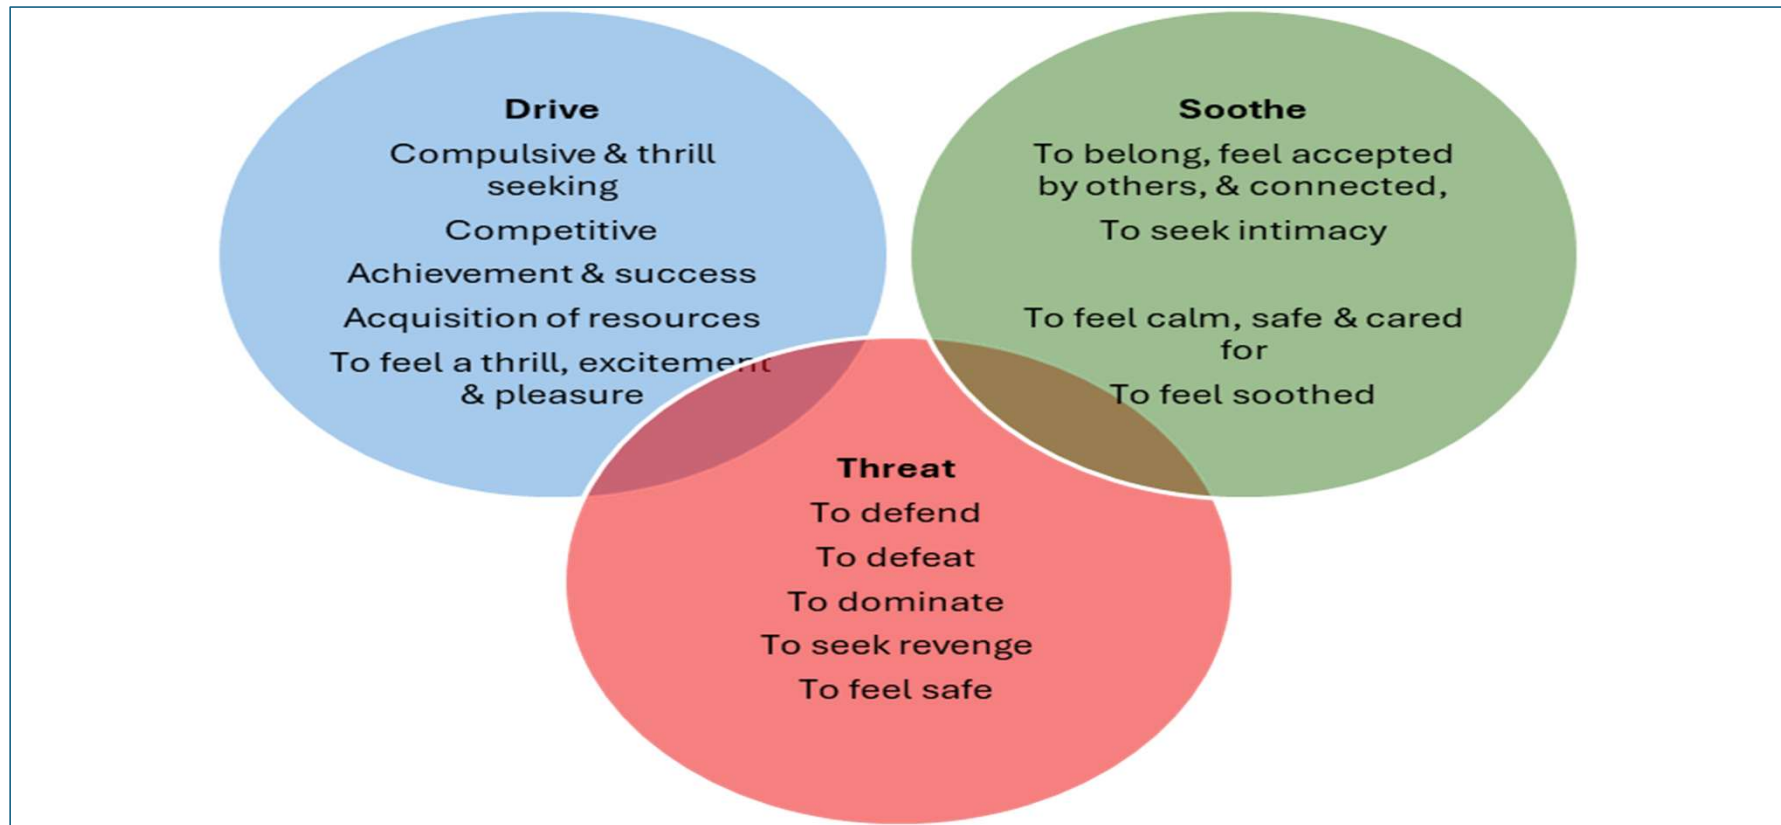 Drive
Compulsive & thrill
seeking
Competitive
Achievement & success
Acquisition of resources
To feel a thrill, excitement
& pleasure
Soothe
To belong, feel accepted
by others, & connected,
To seek intimacy
To feel calm, safe & cared
for
To feel soothed
Threat
To defend
To defeat
To dominate
To seek revenge
To feel safe